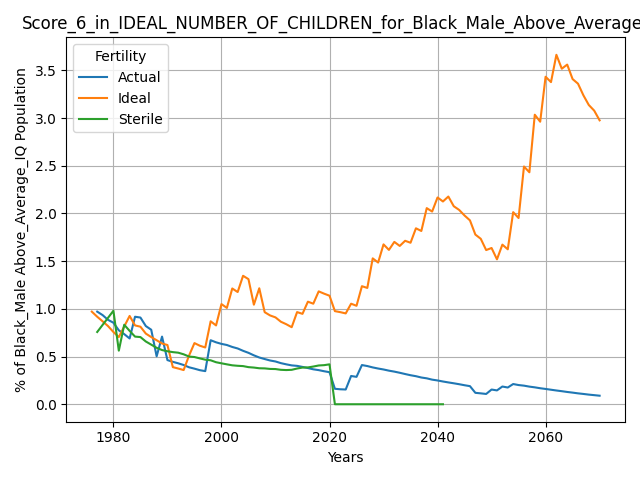 Score_6_in_IDEAL_NUMBER_OF_CHILDREN_for_Black_Male_Above_Average
Fertility
Actual
Ideal
Sterile
% of Black_Male Above_Average_IQ Population
3.5
3.0
2.5
2.0
1.5
1.0
0.5
0.0
1980 2000 2020 2040 2060
Years